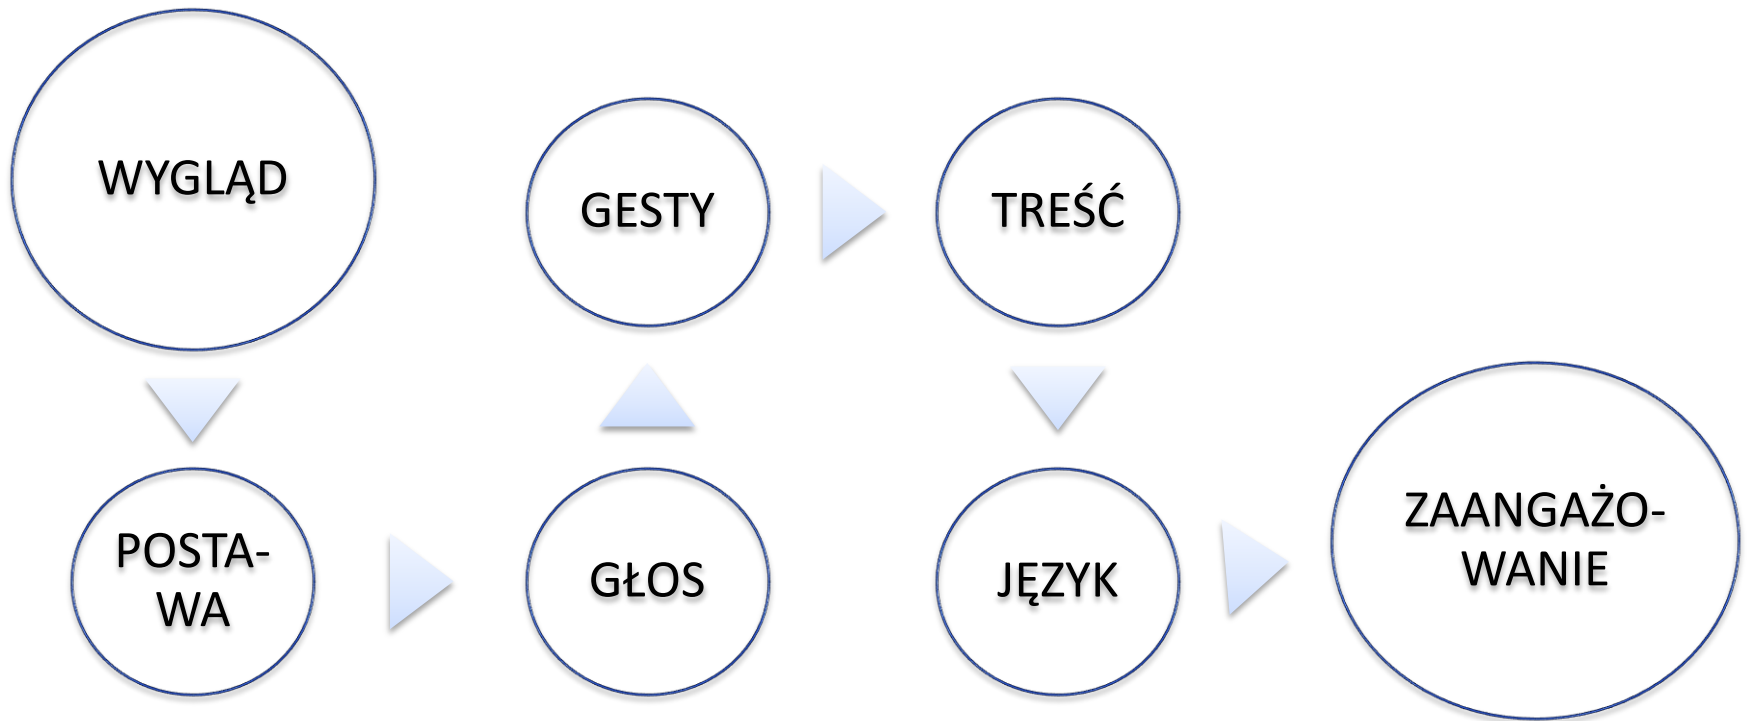 WYGLĄD
POSTA-
WA
GŁOS
GESTY
TREŚĆ
JĘZYK
ZAANGAŻO-
WANIE